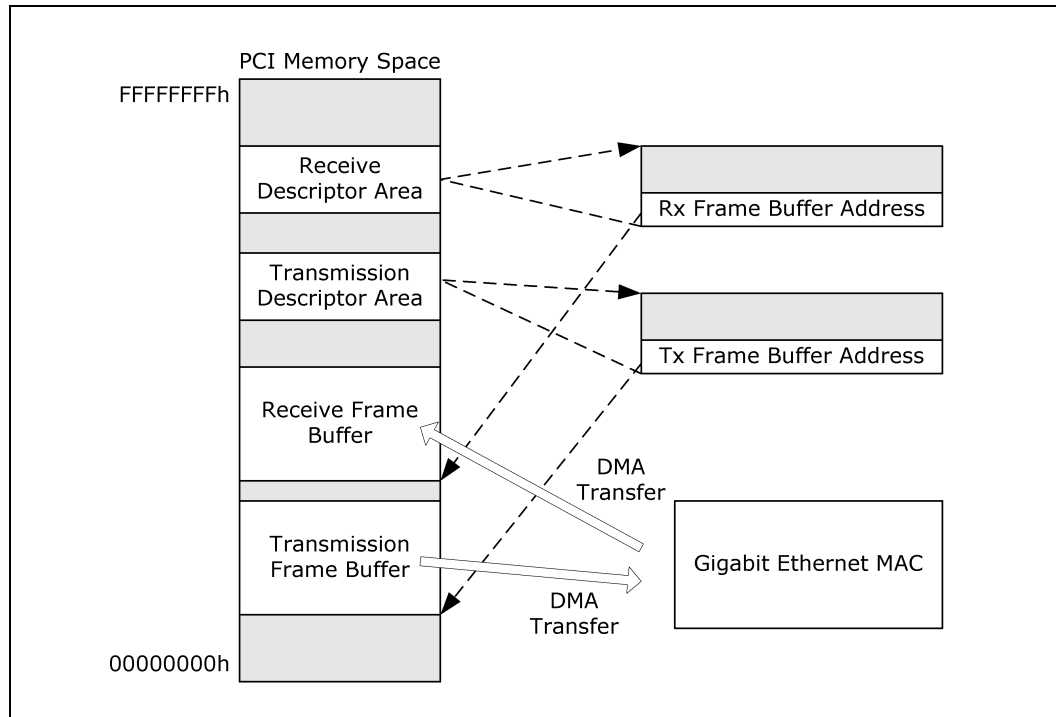 PCI Memory Space
FFFFFFFFh
Receive
Descriptor Area
Rx Frame Buffer Address
Transmission
Descriptor Area
Tx Frame Buffer Address
Receive Frame
Buffer
DMA
Transfer
Transmission
Frame Buffer
Gigabit Ethernet MAC
DMA
Transfer
00000000h